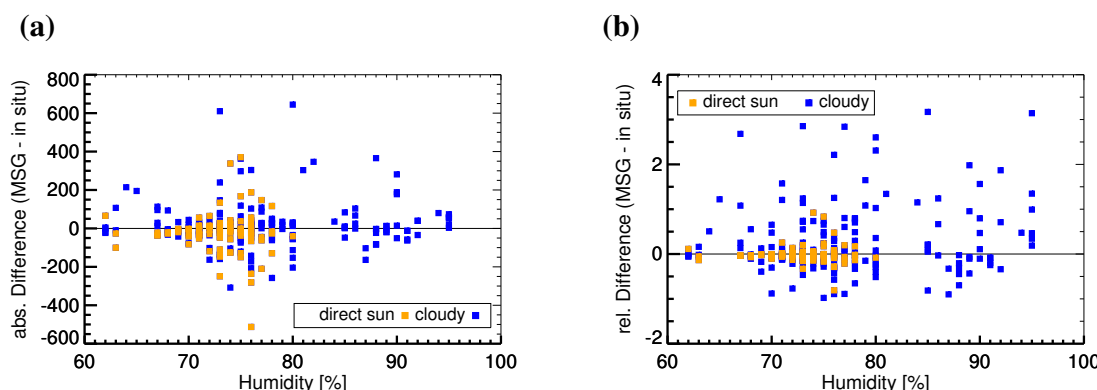 (a)
(b)
abs. Difference (MSG - in situ)
800
600
400
200
0
-200
-400
-600
direct sun cloudy
60 70 80 90 100
Humidity [%]
rel. Difference (MSG - in situ)
4
2
0
-2
direct sun cloudy
60 70 80 90 100
Humidity [%]